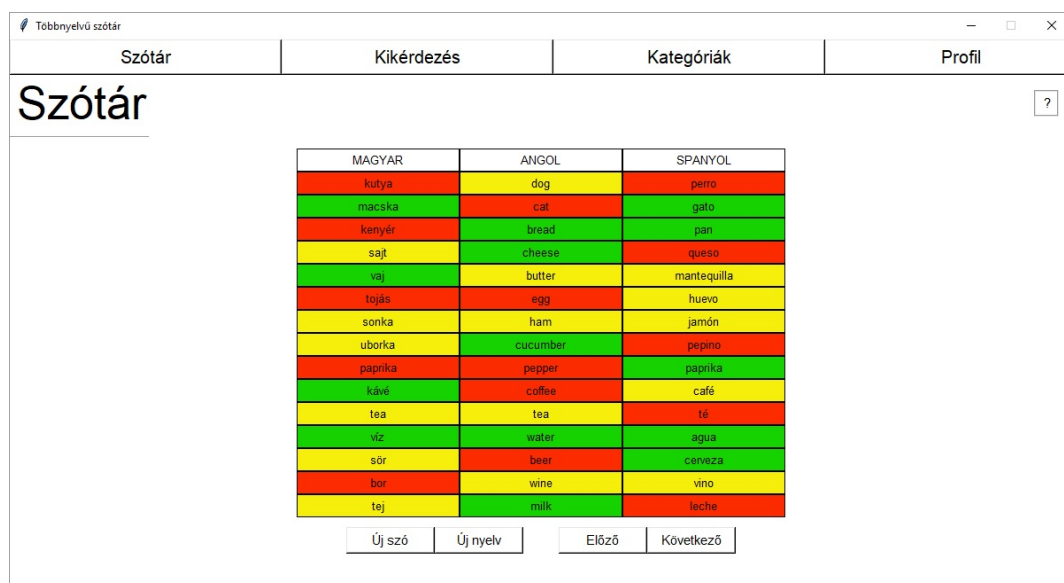 Többnyelvű szótár
Szótár Kikérdezés Kategóriák Profil
Szótár
?
MAGYAR ANGOL SPANYOL
kutya dog perro
macska cat gato
kenyér bread pan
sajt cheese queso
vaj butter mantequilla
tojás egg huevo
sonka ham jamón
uborka cucumber pepino
paprika pepper paprika
kávé coffee café
tea tea té
víz water agua
sör beer cerveza
bor wine vino
tej milk leche
Új szó Új nyelv Előző Következő